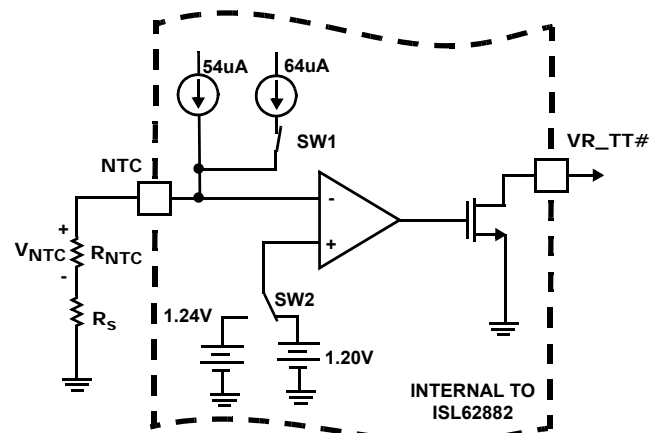 54uA
64uA
SW1
NTC
VR_TT#
-
+
+
VNTC
-
RNTC
RS
SW2
1.24V
1.20V
INTERNAL TO
ISL62882